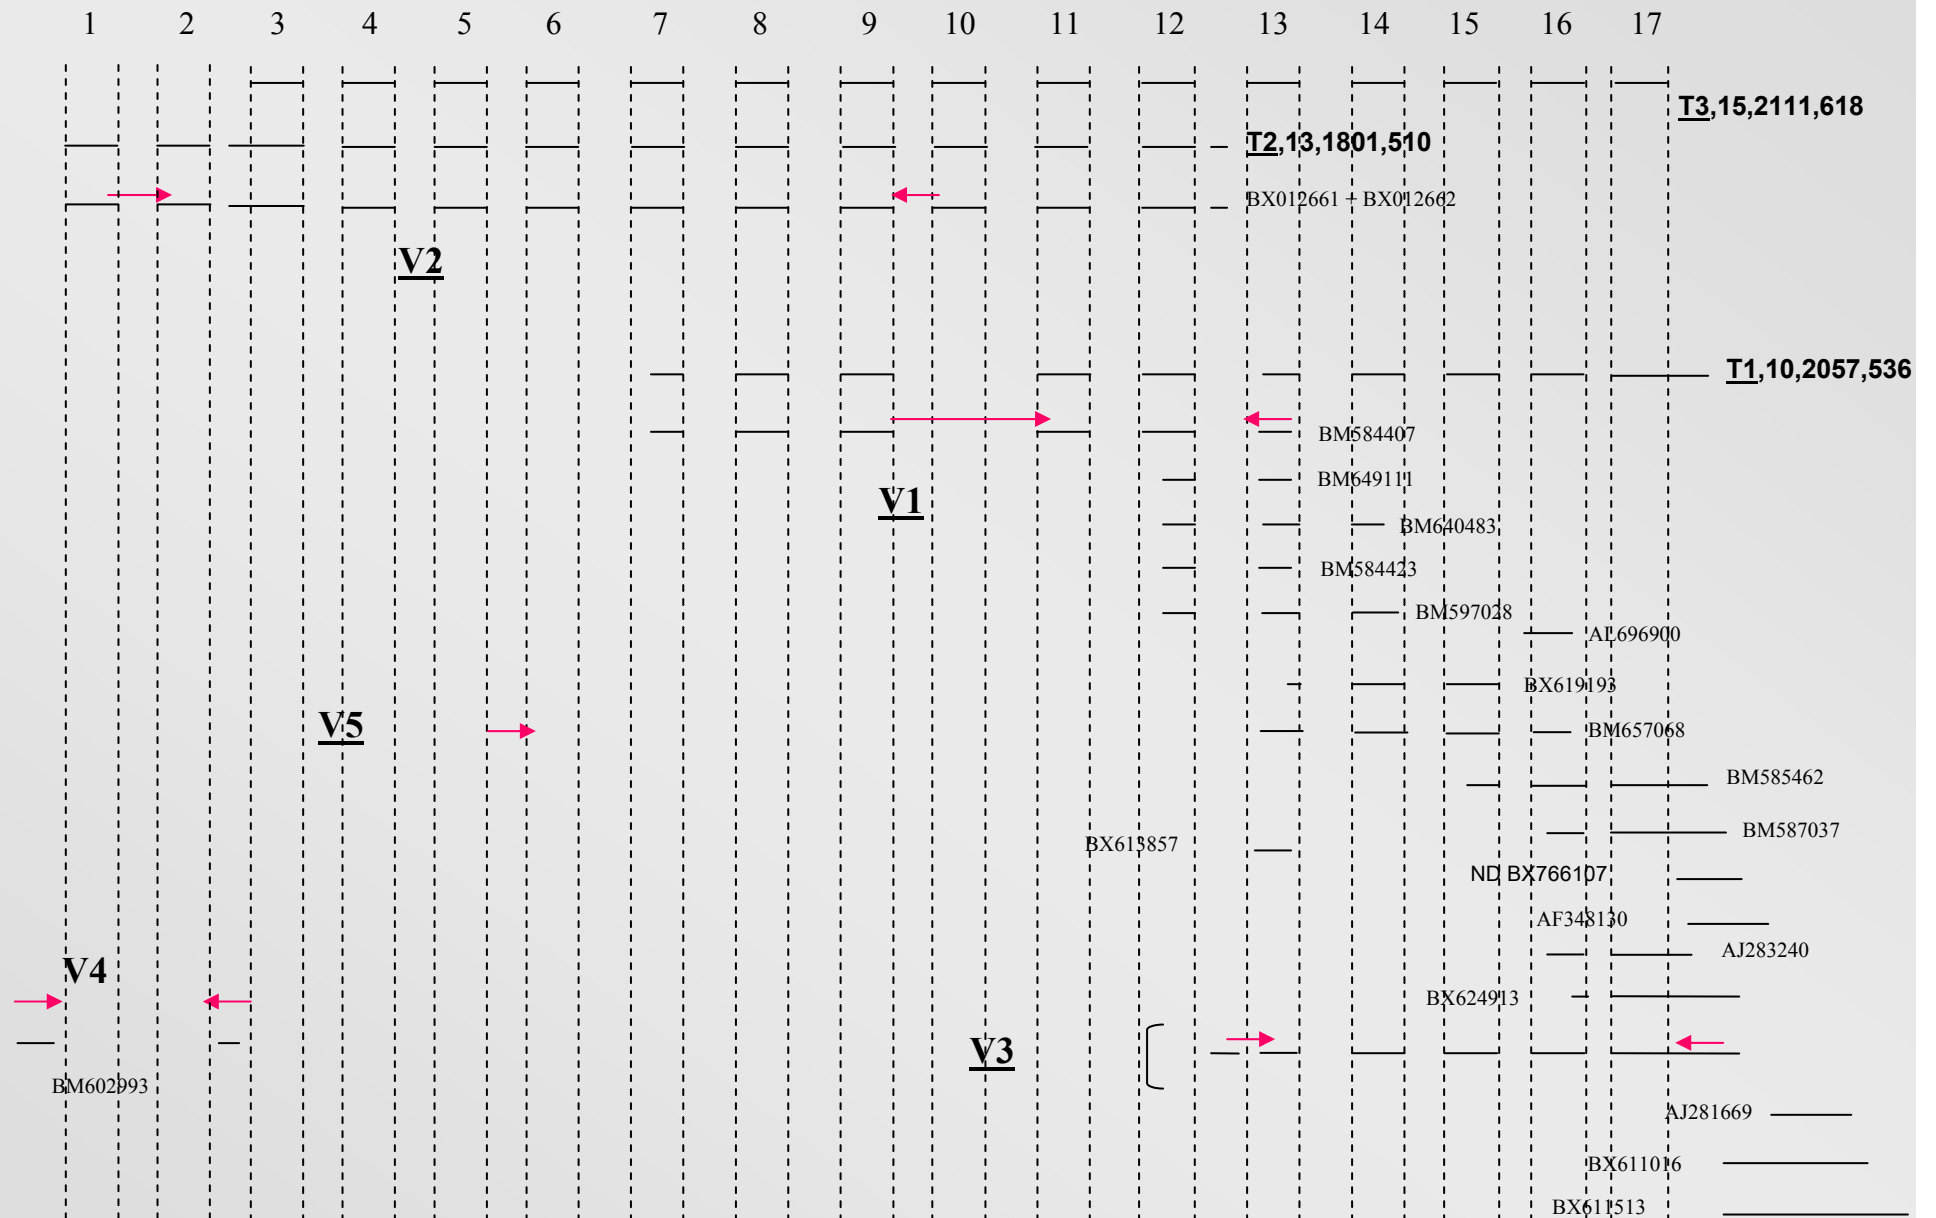 1 2 3 4 5 6 7 8 9 10 11 12 13 14 15 16 17
T3,15,2111,618
T2,13,1801,510
BX012661 + BX012662
V2
T1,10,2057,536
BM584407
BM649111
V1
BM640483
BM584423
BM597028
AL696900
BX619193
V5
BM657068
BM585462
BM587037
BX613857
ND BX766107
AF348130
AJ283240
V4
BX624913
V3
BM602993
AJ281669
BX611016
BX611513